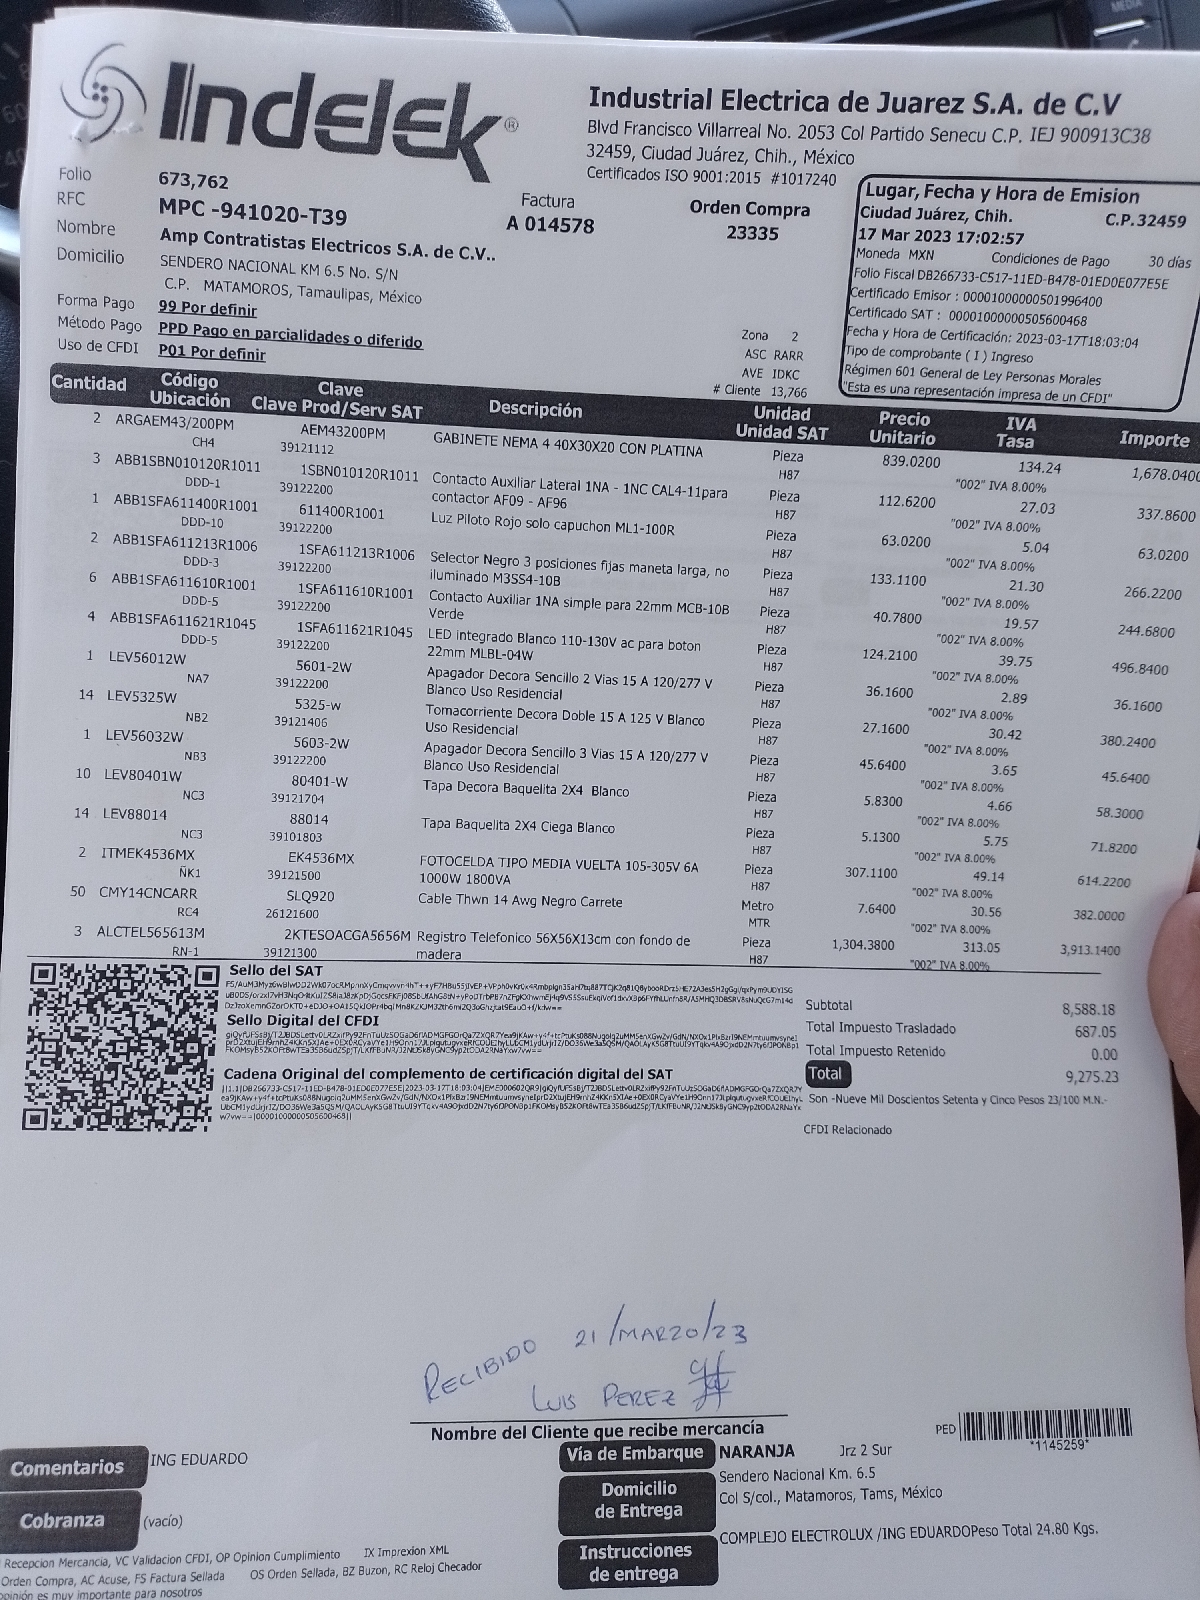 Indelek®
Industrial Electrica de Juarez S.A. de C.V
Blvd Francisco Villarreal No. 2053 Col Partido Senecu C.P. IEJ 900913C38
32459, Ciudad Juárez, Chih., México
Certificados ISO 9001:2015 #1017240
Folio 673,762
RFC MPC -941020-T39
Nombre Amp Contratistas Electricos S.A. de C.V..
Domicilio SENDERO NACIONAL KM 6.5 No. S/N
C.P. MATAMOROS, Tamaulipas, México
Forma Pago 99 Por definir
Método Pago PPD Pago en parcialidades o diferido
Uso de CFDI P01 Por definir
Factura
A 014578
Orden Compra
23335
Zona 2
ASC RARR
AVE IDKC
# Cliente 13,766
Lugar, Fecha y Hora de Emision
Ciudad Juárez, Chih. C.P.32459
17 Mar 2023 17:02:57
Moneda MXN Condiciones de Pago 30 días
Folio Fiscal DB266733-C517-11ED-B478-01ED0E077E5E
Certificado Emisor : 00001000000501996400
Certificado SAT : 00001000000505600468
Fecha y Hora de Certificación: 2023-03-17T18:03:04
Tipo de comprobante ( I ) Ingreso
Régimen 601 General de Ley Personas Morales
"Esta es una representación impresa de un CFDI"
Cantidad Código Clave Descripción Unidad Precio IVA Importe
Ubicación Clave Prod/Serv SAT Unidad SAT Unitario Tasa
2 ARGAEM43/200PM AEM43200PM GABINETE NEMA 4 40X30X20 CON PLATINA Pieza 839.0200 134.24 1,678.0400
CH4 39121112 H87 "002" IVA 8.00%
3 ABB1SBN010120R1011 1SBN010120R1011 Contacto Auxiliar Lateral 1NA - 1NC CAL4-11para Pieza 112.6200 27.03 337.8600
DDD-1 39122200 contactor AF09 - AF96 H87 "002" IVA 8.00%
1 ABB1SFA611400R1001 611400R1001 Luz Piloto Rojo solo capuchon ML1-100R Pieza 63.0200 5.04 63.0200
DDD-10 39122200 H87 "002" IVA 8.00%
2 ABB1SFA611213R1006 1SFA611213R1006 Selector Negro 3 posiciones fijas maneta larga, no Pieza 133.1100 21.30 266.2200
DDD-3 39122200 iluminado M3SS4-10B H87 "002" IVA 8.00%
6 ABB1SFA611610R1001 1SFA611610R1001 Contacto Auxiliar 1NA simple para 22mm MCB-10B Pieza 40.7800 19.57 244.6800
DDD-5 39122200 Verde H87 "002" IVA 8.00%
4 ABB1SFA611621R1045 1SFA611621R1045 LED integrado Blanco 110-130V ac para boton Pieza 124.2100 39.75 496.8400
DDD-5 39122200 22mm MLBL-04W H87 "002" IVA 8.00%
1 LEV56012W 5601-2W Apagador Decora Sencillo 2 Vias 15 A 120/277 V Pieza 36.1600 2.89 36.1600
NA7 39122200 Blanco Uso Residencial H87 "002" IVA 8.00%
14 LEV5325W 5325-w Tomacorriente Decora Doble 15 A 125 V Blanco Pieza 27.1600 30.42 380.2400
NB2 39121406 Uso Residencial H87 "002" IVA 8.00%
1 LEV56032W 5603-2W Apagador Decora Sencillo 3 Vias 15 A 120/277 V Pieza 45.6400 3.65 45.6400
NB3 39122200 Blanco Uso Residencial H87 "002" IVA 8.00%
10 LEV80401W 80401-W Tapa Decora Baquelita 2X4 Blanco Pieza 5.8300 4.66 58.3000
NC3 39121704 H87 "002" IVA 8.00%
14 LEV88014 88014 Tapa Baquelita 2X4 Ciega Blanco Pieza 5.1300 5.75 71.8200
NC3 39101803 H87 "002" IVA 8.00%
2 ITMEK4536MX EK4536MX FOTOCELDA TIPO MEDIA VUELTA 105-305V 6A Pieza 307.1100 49.14 614.2200
ÑK1 39121500 1000W 1800VA H87 "002" IVA 8.00%
50 CMY14CNCARR SLQ920 Cable Thwn 14 Awg Negro Carrete Metro 7.6400 30.56 382.0000
RC4 26121600 MTR "002" IVA 8.00%
3 ALCTEL565613M 2KTESOACGA5656M Registro Telefonico 56X56X13cm con fondo de Pieza 1,304.3800 313.05 3,913.1400
RN-1 39121300 madera H87 "002" IVA 8.00%
Sello del SAT
Sello Digital del CFDI
Cadena Original del complemento de certificación digital del SAT
Subtotal 8,588.18
Total Impuesto Trasladado 687.05
Total Impuesto Retenido 0.00
Total 9,275.23
Son -Nueve Mil Doscientos Setenta y Cinco Pesos 23/100 M.N.-
CFDI Relacionado
RECIBIDO 21/MARZO/23
LUIS PEREZ
Nombre del Cliente que recibe mercancía
PED *1145259*
Comentarios ING EDUARDO
Cobranza (vacío)
Vía de Embarque NARANJA Jrz 2 Sur
Domicilio de Entrega
Sendero Nacional Km. 6.5
Col S/col., Matamoros, Tams, México
Instrucciones de entrega
COMPLEJO ELECTROLUX /ING EDUARDOPeso Total 24.80 Kgs.
Recepcion Mercancia, VC Validacion CFDI, OP Opinion Cumplimiento IX Imprexion XML
Orden Compra, AC Acuse, FS Factura Sellada OS Orden Sellada, BZ Buzon, RC Reloj Checador
opinión es muy importante para nosotros